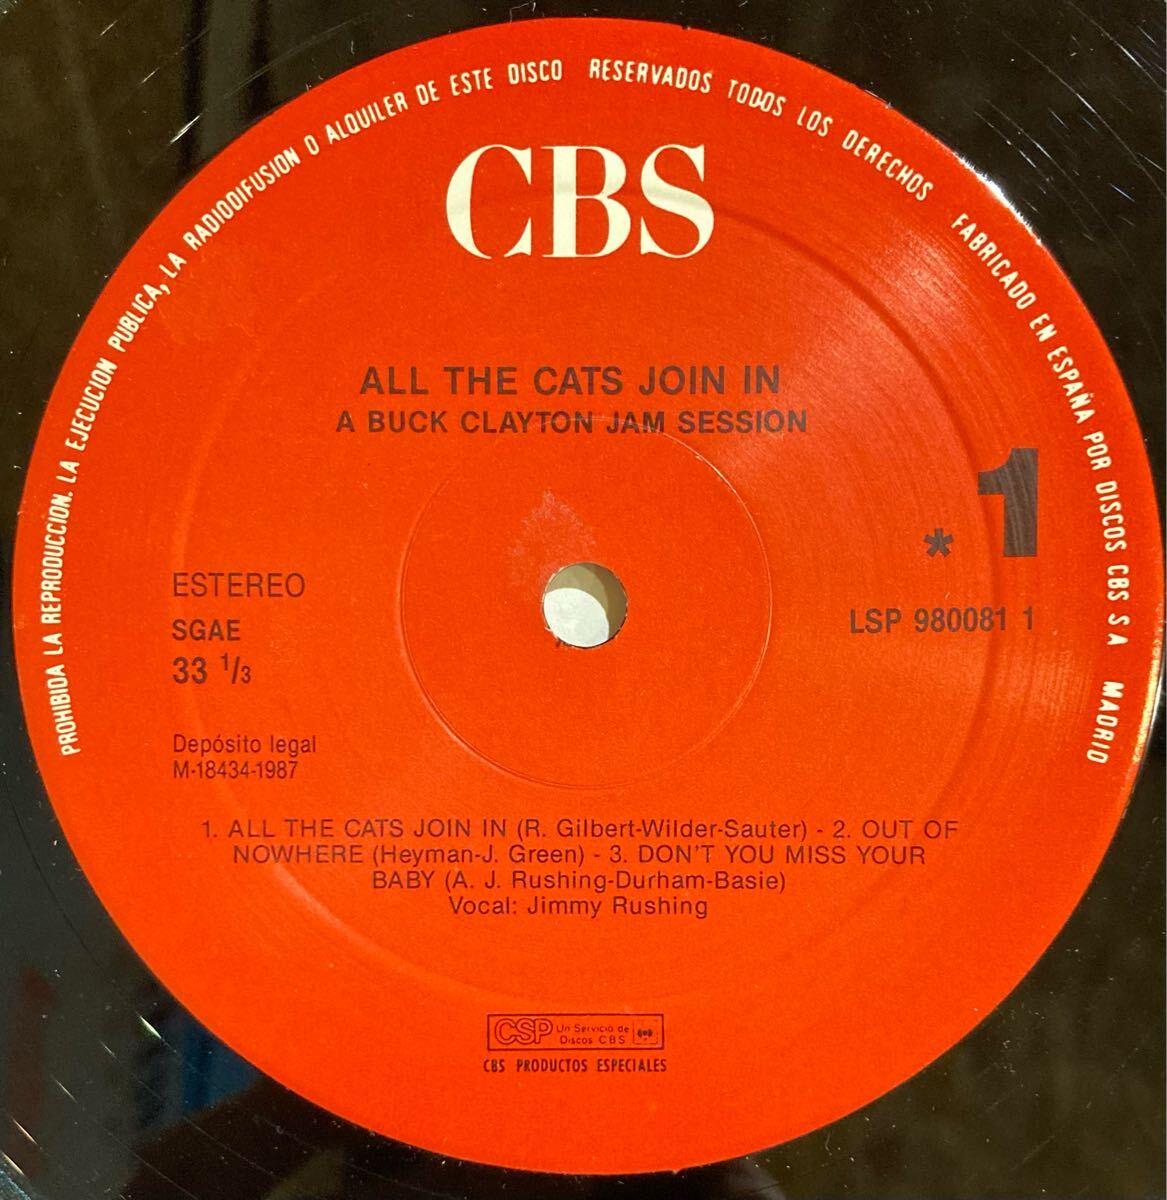 PROHIBIDA LA REPRODUCCION. LA EJECUCION PUBLICA, LA RADIODIFUSION O ALQUILER DE ESTE DISCO RESERVADOS TODOS LOS DERECHOS FABRICADO EN ESPAÑA POR DISCOS CBS S A MADRID
CBS
ALL THE CATS JOIN IN
A BUCK CLAYTON JAM SESSION
* 1
LSP 980081 1
ESTEREO
SGAE
33 1/3
Depósito legal
M-18434-1987
1. ALL THE CATS JOIN IN (R. Gilbert-Wilder-Sauter) - 2. OUT OF
NOWHERE (Heyman-J. Green) - 3. DON'T YOU MISS YOUR
BABY (A. J. Rushing-Durham-Basie)
Vocal: Jimmy Rushing
CSP Un Servicio de
Discos CBS
CBS PRODUCTOS ESPECIALES